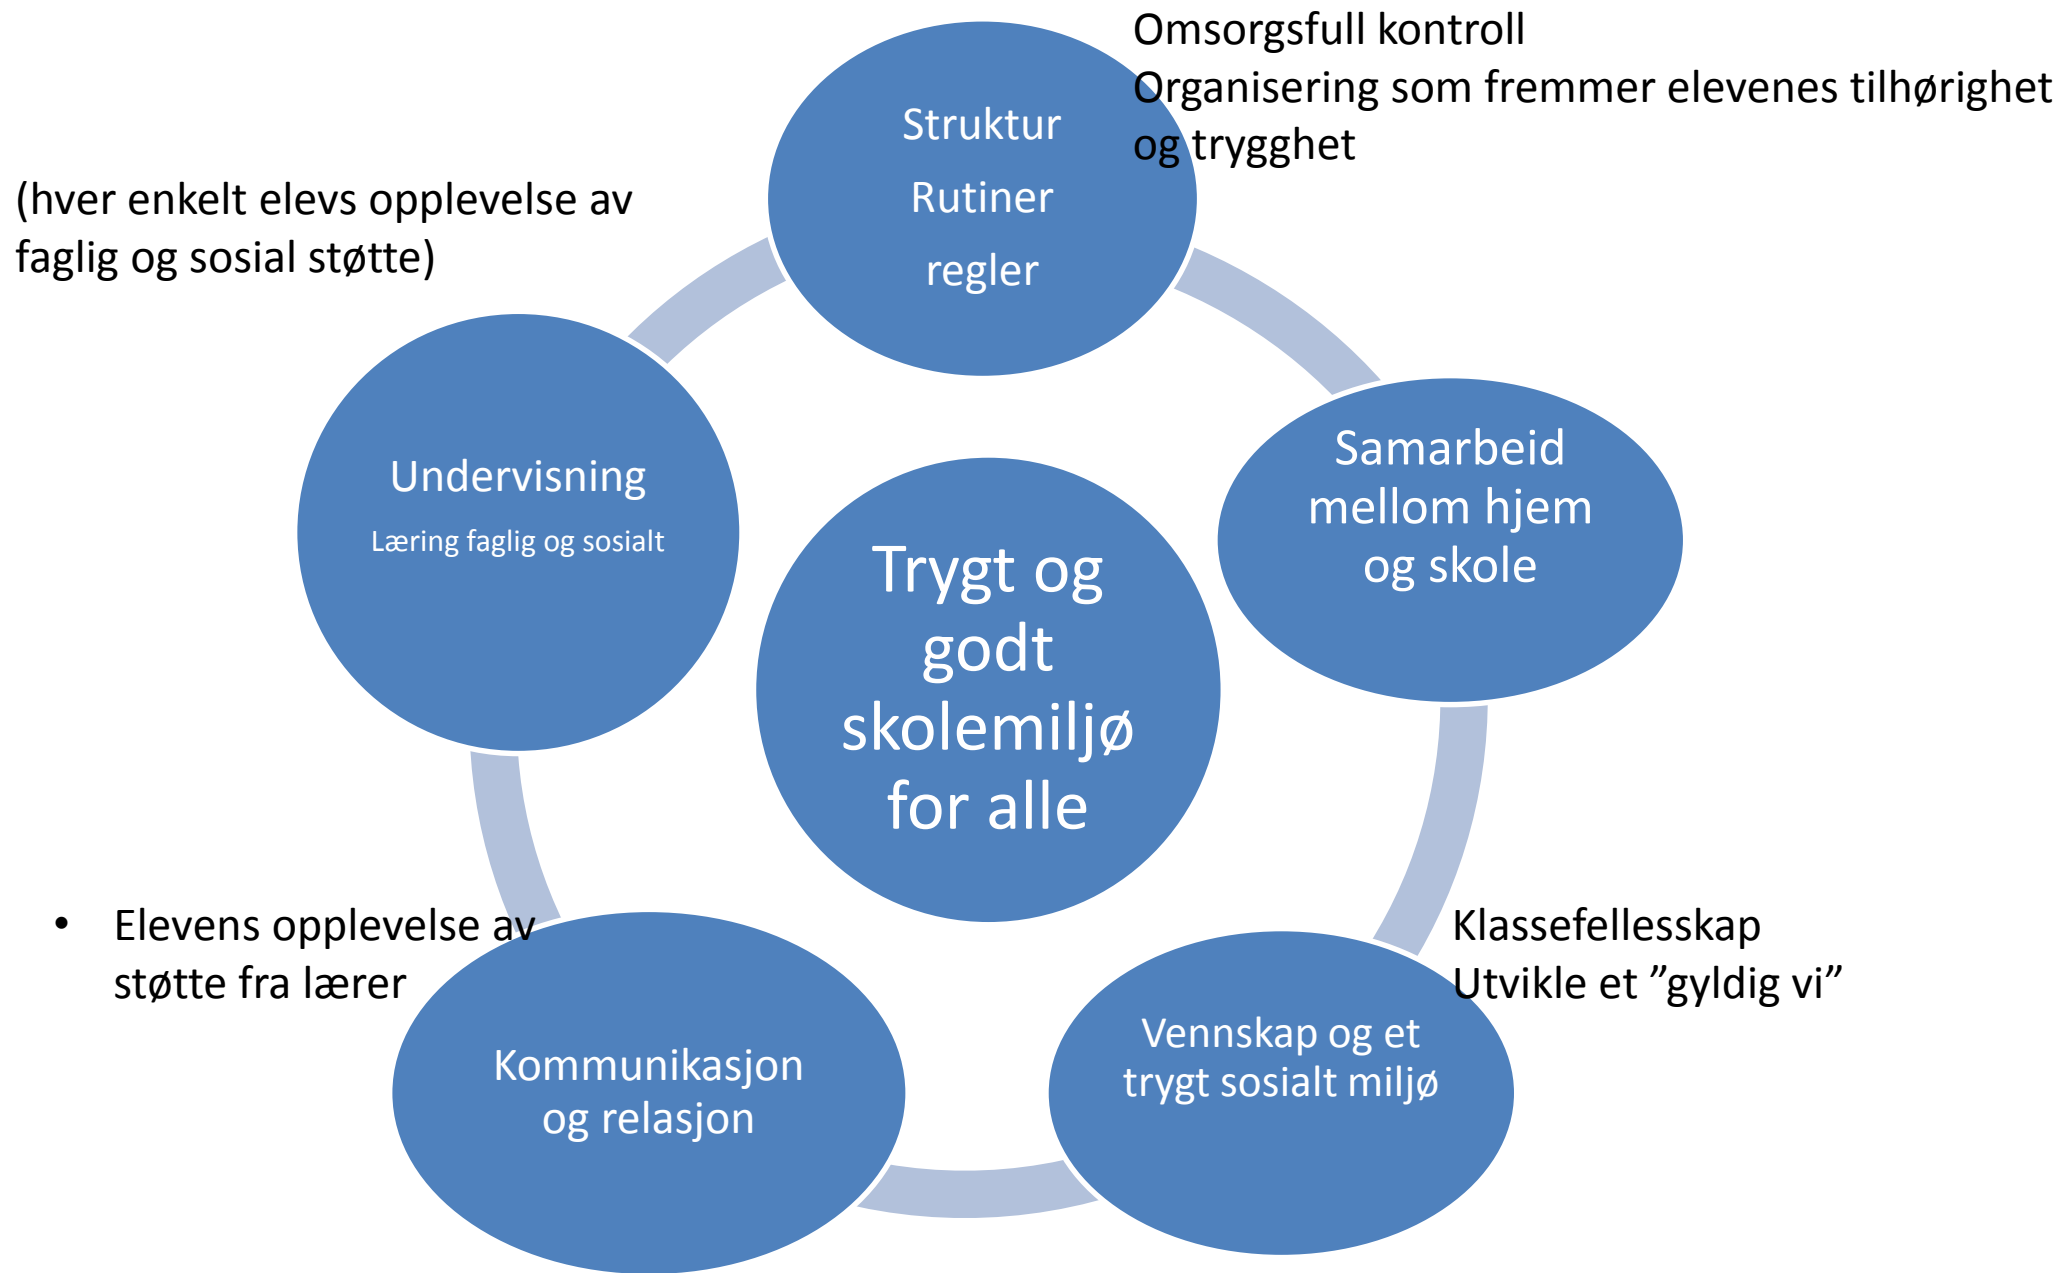 Omsorgsfull kontroll
Organisering som fremmer elevenes tilhørighet
og trygghet
Struktur
Rutiner
regler
(hver enkelt elevs opplevelse av
faglig og sosial støtte)
Undervisning
Læring faglig og sosialt
Samarbeid
mellom hjem
og skole
Trygt og
godt
skolemiljø
for alle
• Elevens opplevelse av
støtte fra lærer
Klassefellesskap
Utvikle et ”gyldig vi”
Kommunikasjon
og relasjon
Vennskap og et
trygt sosialt miljø